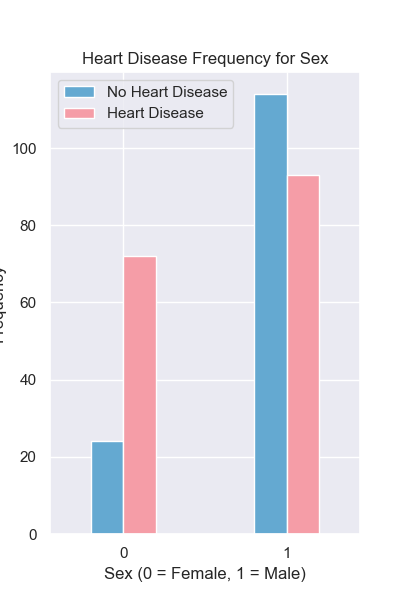 Heart Disease Frequency for Sex
No Heart Disease
Heart Disease
100
80
60
40
20
0
Frequency
0 1
Sex (0 = Female, 1 = Male)